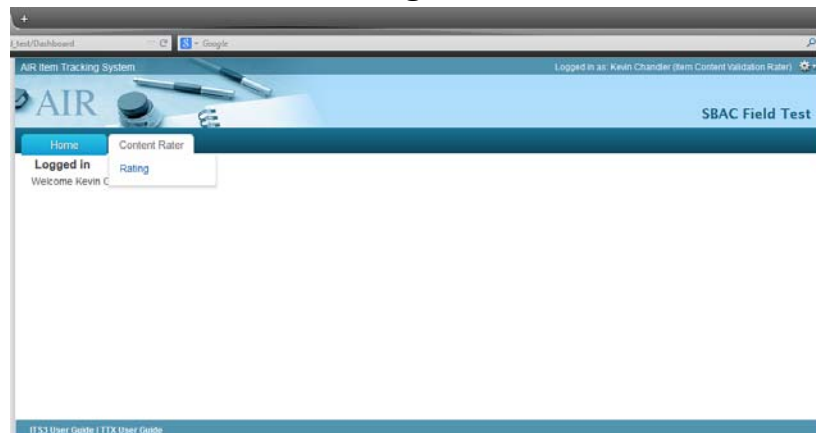 +
l_test/Dashboard
Google
AIR Item Tracking System
Logged in as: Kevin Chandler (Item Content Validation Rater)
AIR
SBAC Field Test
Home
Content Rater
Logged in
Rating
Welcome Kevin C
ITS3 User Guide | TTX User Guide